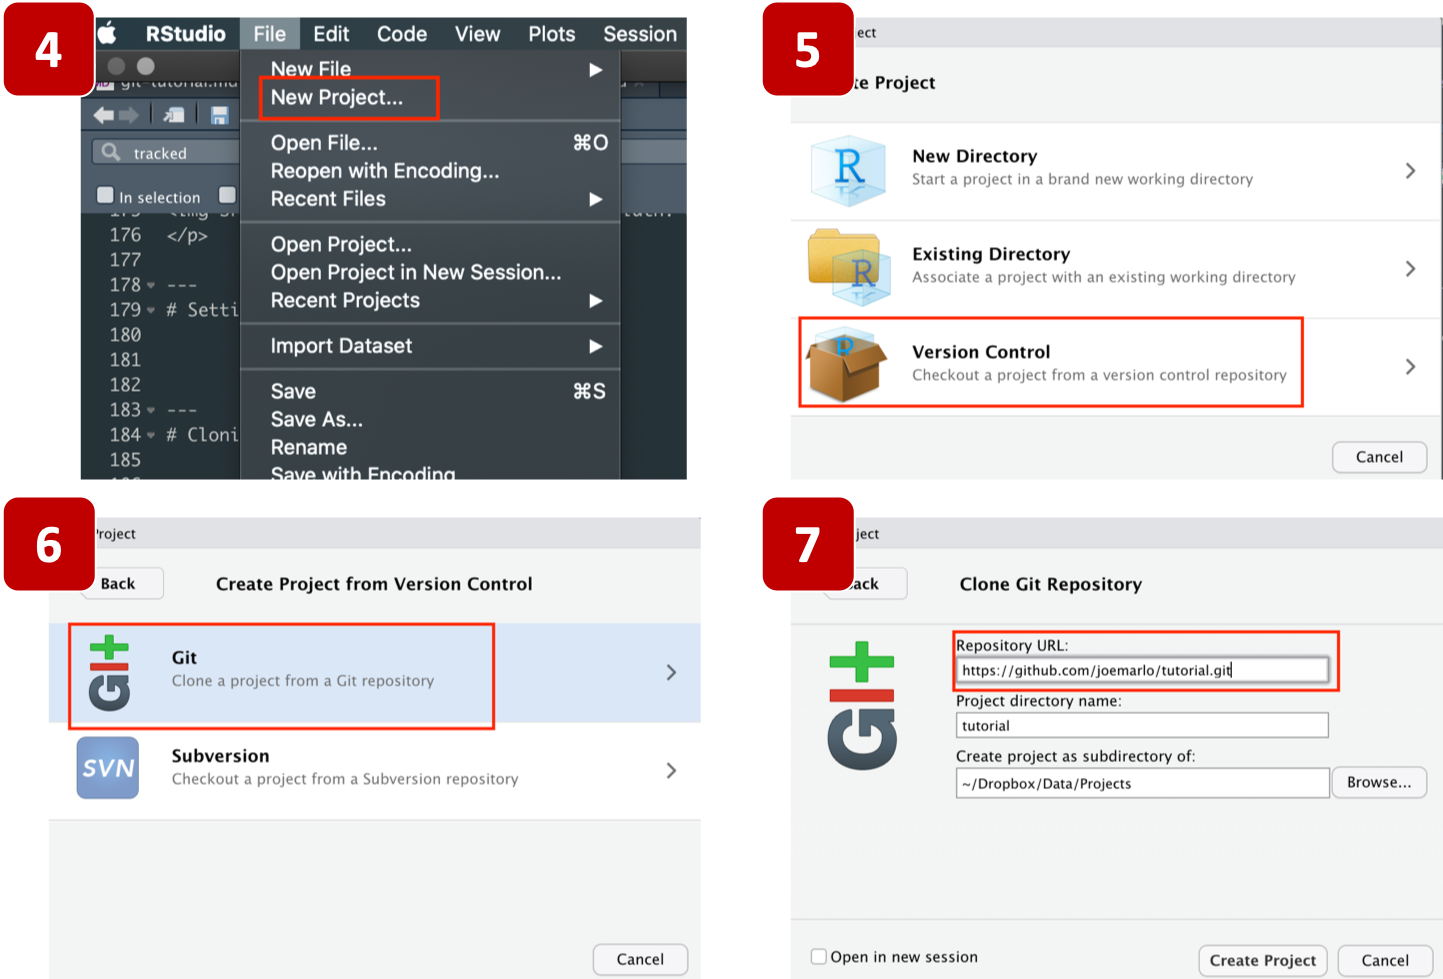 4
RStudio File Edit Code View Plots Session
New File
New Project...
Open File... ⌘O
Reopen with Encoding...
Recent Files
Open Project...
Open Project in New Session...
Recent Projects
Import Dataset
Save ⌘S
Save As...
Rename
Save with Encoding
tracked
In selection
176 </p>
177
178 ---
179 # Setti
180
181
182
183 ---
184 # Cloni
185
5
ect
te Project
New Directory
Start a project in a brand new working directory
Existing Directory
Associate a project with an existing working directory
Version Control
Checkout a project from a version control repository
Cancel
6
Project
Back
Create Project from Version Control
Git
Clone a project from a Git repository
SVN
Subversion
Checkout a project from a Subversion repository
Cancel
7
ject
ack
Clone Git Repository
Git
Repository URL:
https://github.com/joemarlo/tutorial.git
Project directory name:
tutorial
Create project as subdirectory of:
~/Dropbox/Data/Projects
Browse...
Open in new session
Create Project
Cancel